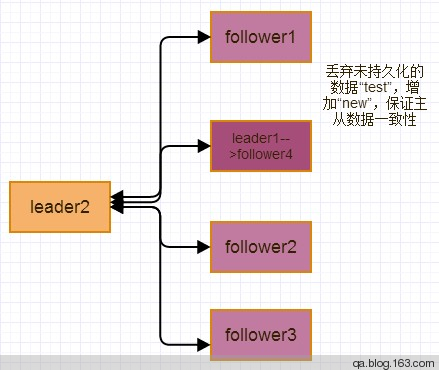 follower1
丢弃未持久化的
数据“test”，增
加“new”，保证主
从数据一致性
leader1--
>follower4
leader2
follower2
follower3
qa.blog.163.com